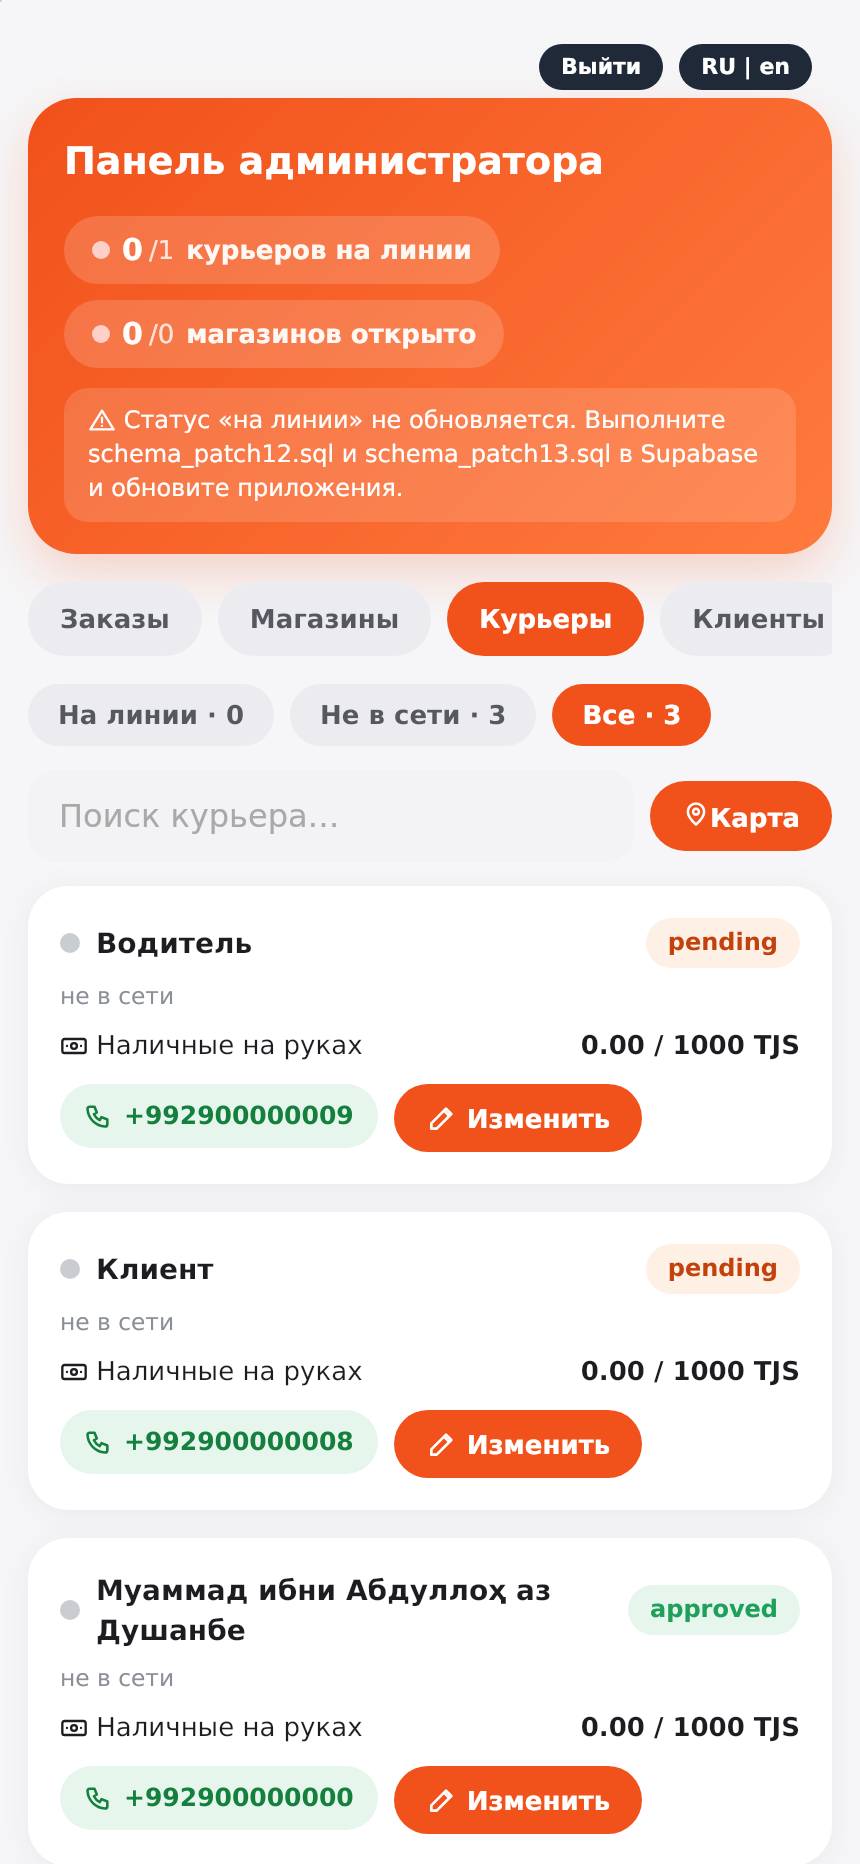 Выйти RU | en
Панель администратора
0 /1 курьеров на линии
0 /0 магазинов открыто
Статус «на линии» не обновляется. Выполните
schema_patch12.sql и schema_patch13.sql в Supabase
и обновите приложения.
Заказы Магазины Курьеры Клиенты
На линии · 0 Не в сети · 3 Все · 3
Поиск курьера... Карта
Водитель pending
не в сети
Наличные на руках 0.00 / 1000 TJS
+992900000009 Изменить
Клиент pending
не в сети
Наличные на руках 0.00 / 1000 TJS
+992900000008 Изменить
Муаммад ибни Абдуллоҳ аз
Душанбе
approved
не в сети
Наличные на руках 0.00 / 1000 TJS
+992900000000 Изменить